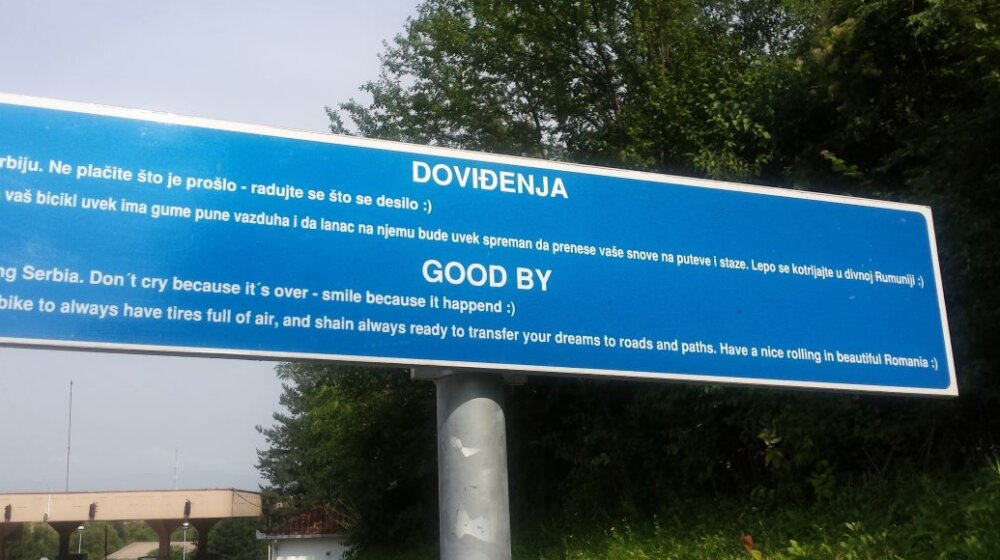 DOVIĐENJA
rbiju. Ne plačite što je prošlo - radujte se što se desilo :)
vaš bicikl uvek ima gume pune vazduha i da lanac na njemu bude uvek spreman da prenese vaše snove na puteve i staze. Lepo se kotrijajte u divnoj Rumuniji :)
GOOD BY
ng Serbia. Don´t cry because it´s over - smile because it happend :)
bike to always have tires full of air, and shain always ready to transfer your dreams to roads and paths. Have a nice rolling in beautiful Romania :)